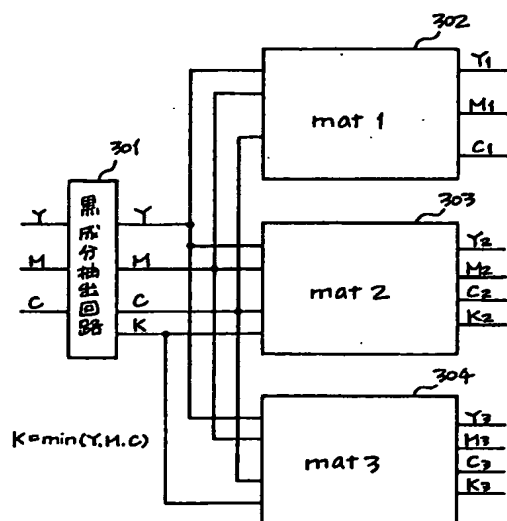 302
mat 1
Y1
M1
C1
301
黒成分抽出回路
Y
M
C
Y
M
C
K
303
mat 2
Y2
M2
C2
K2
304
mat 3
Y3
M3
C3
K3
K=min(Y.M.C)